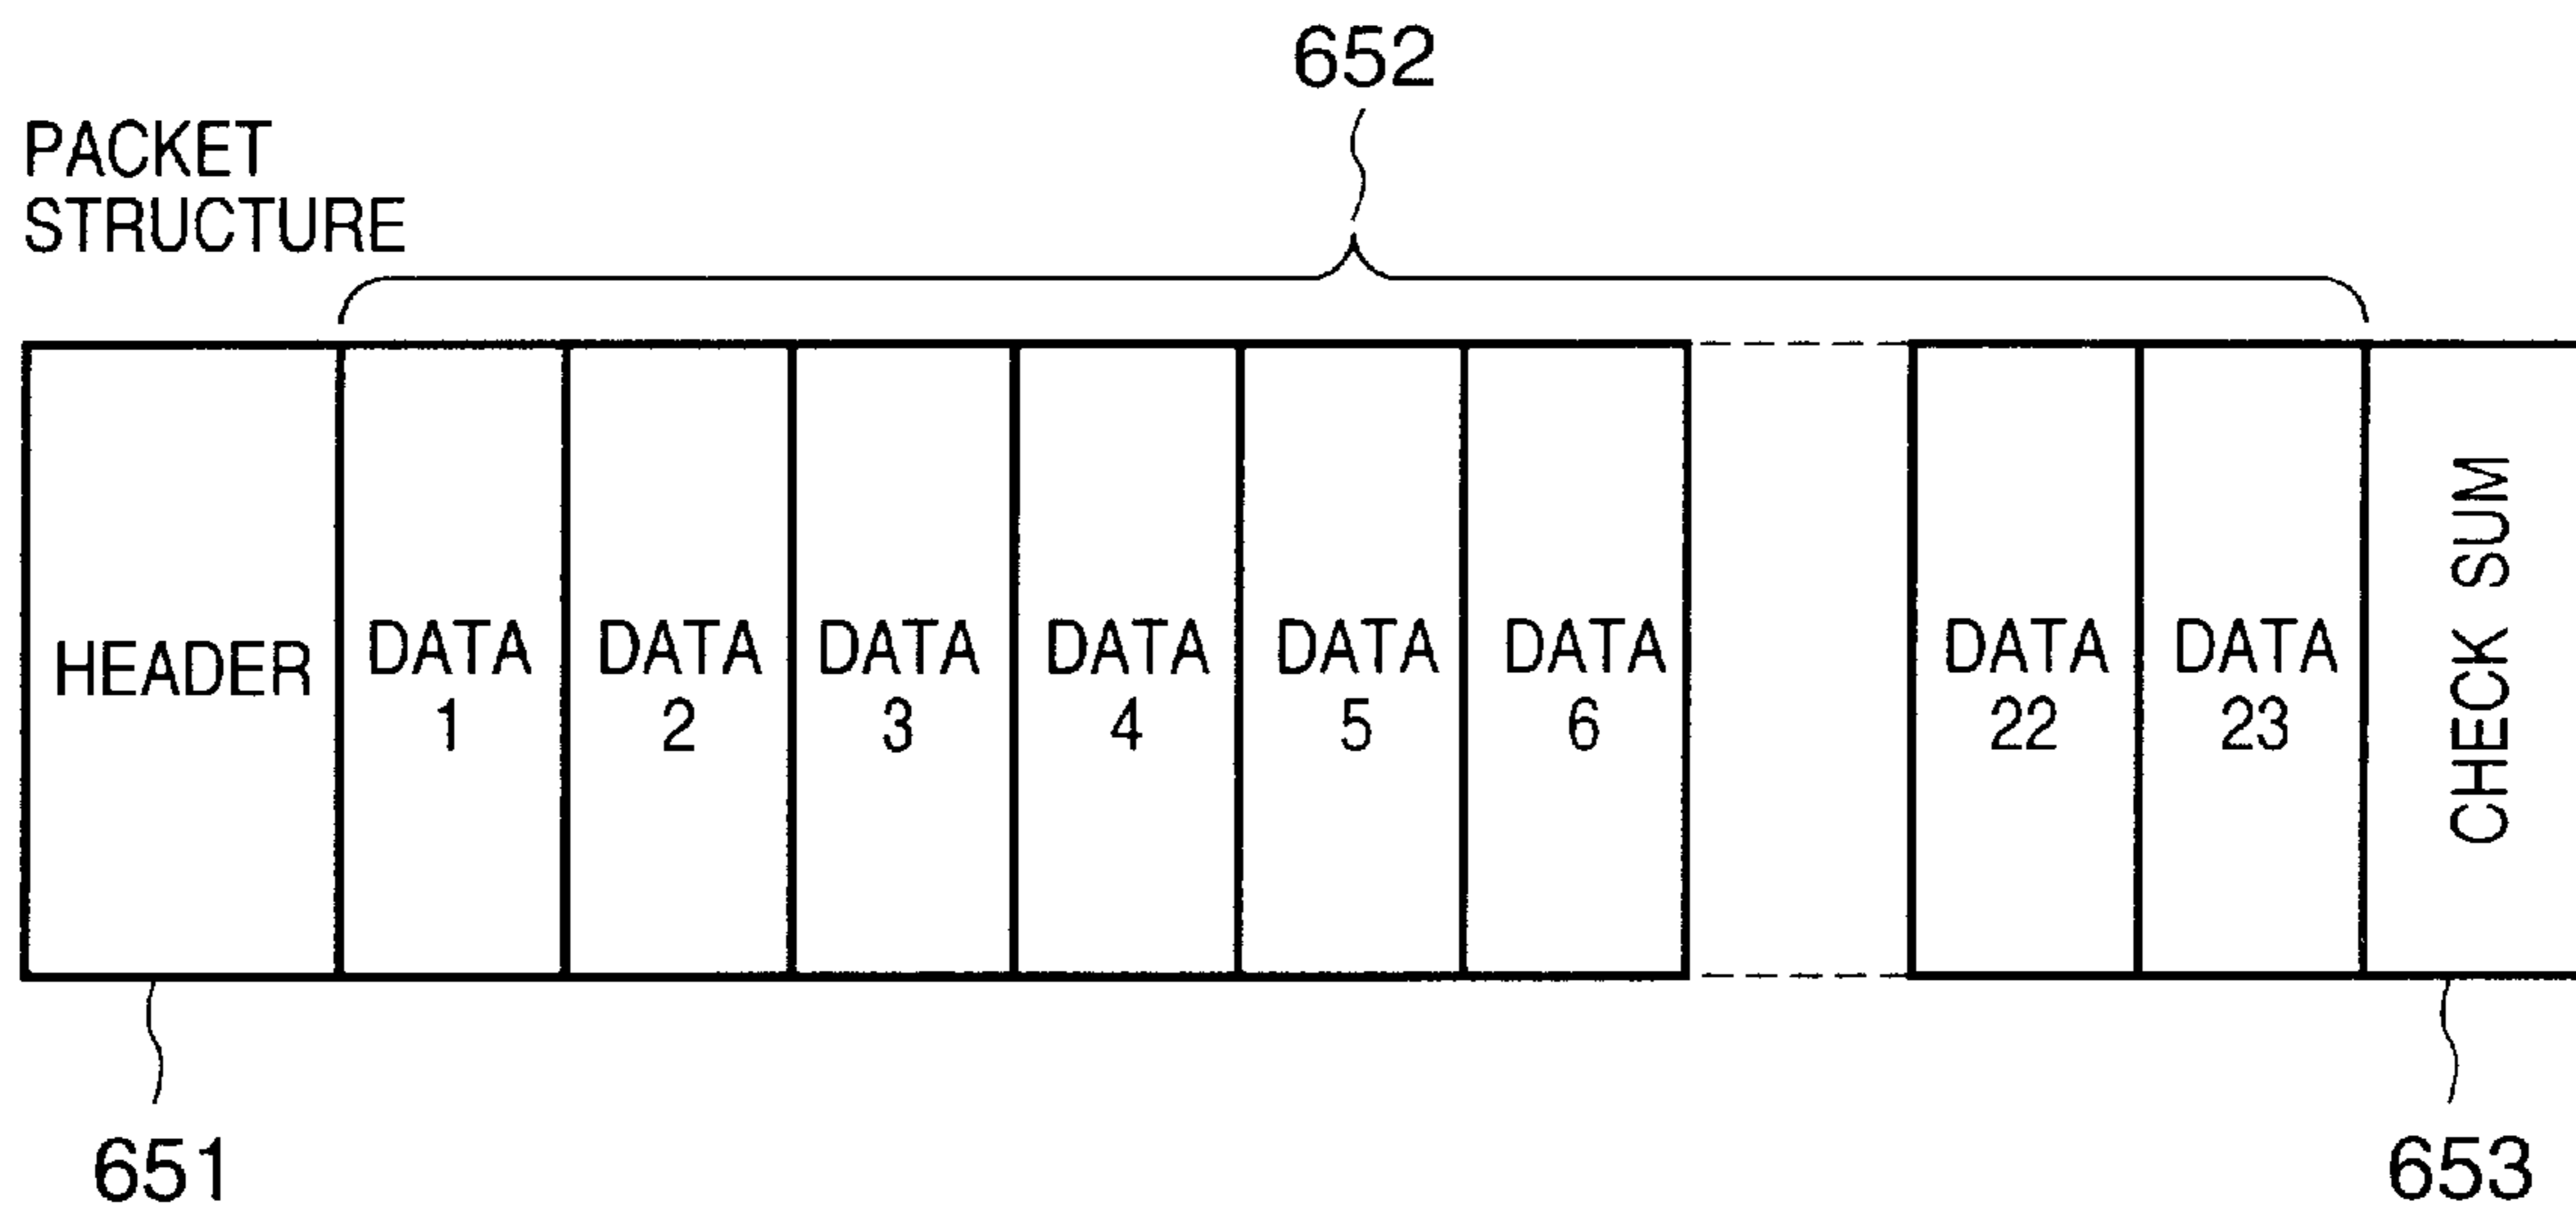 652
PACKET
STRUCTURE
HEADER
DATA
1
DATA
2
DATA
3
DATA
4
DATA
5
DATA
6
DATA
22
DATA
23
CHECK SUM
651
653